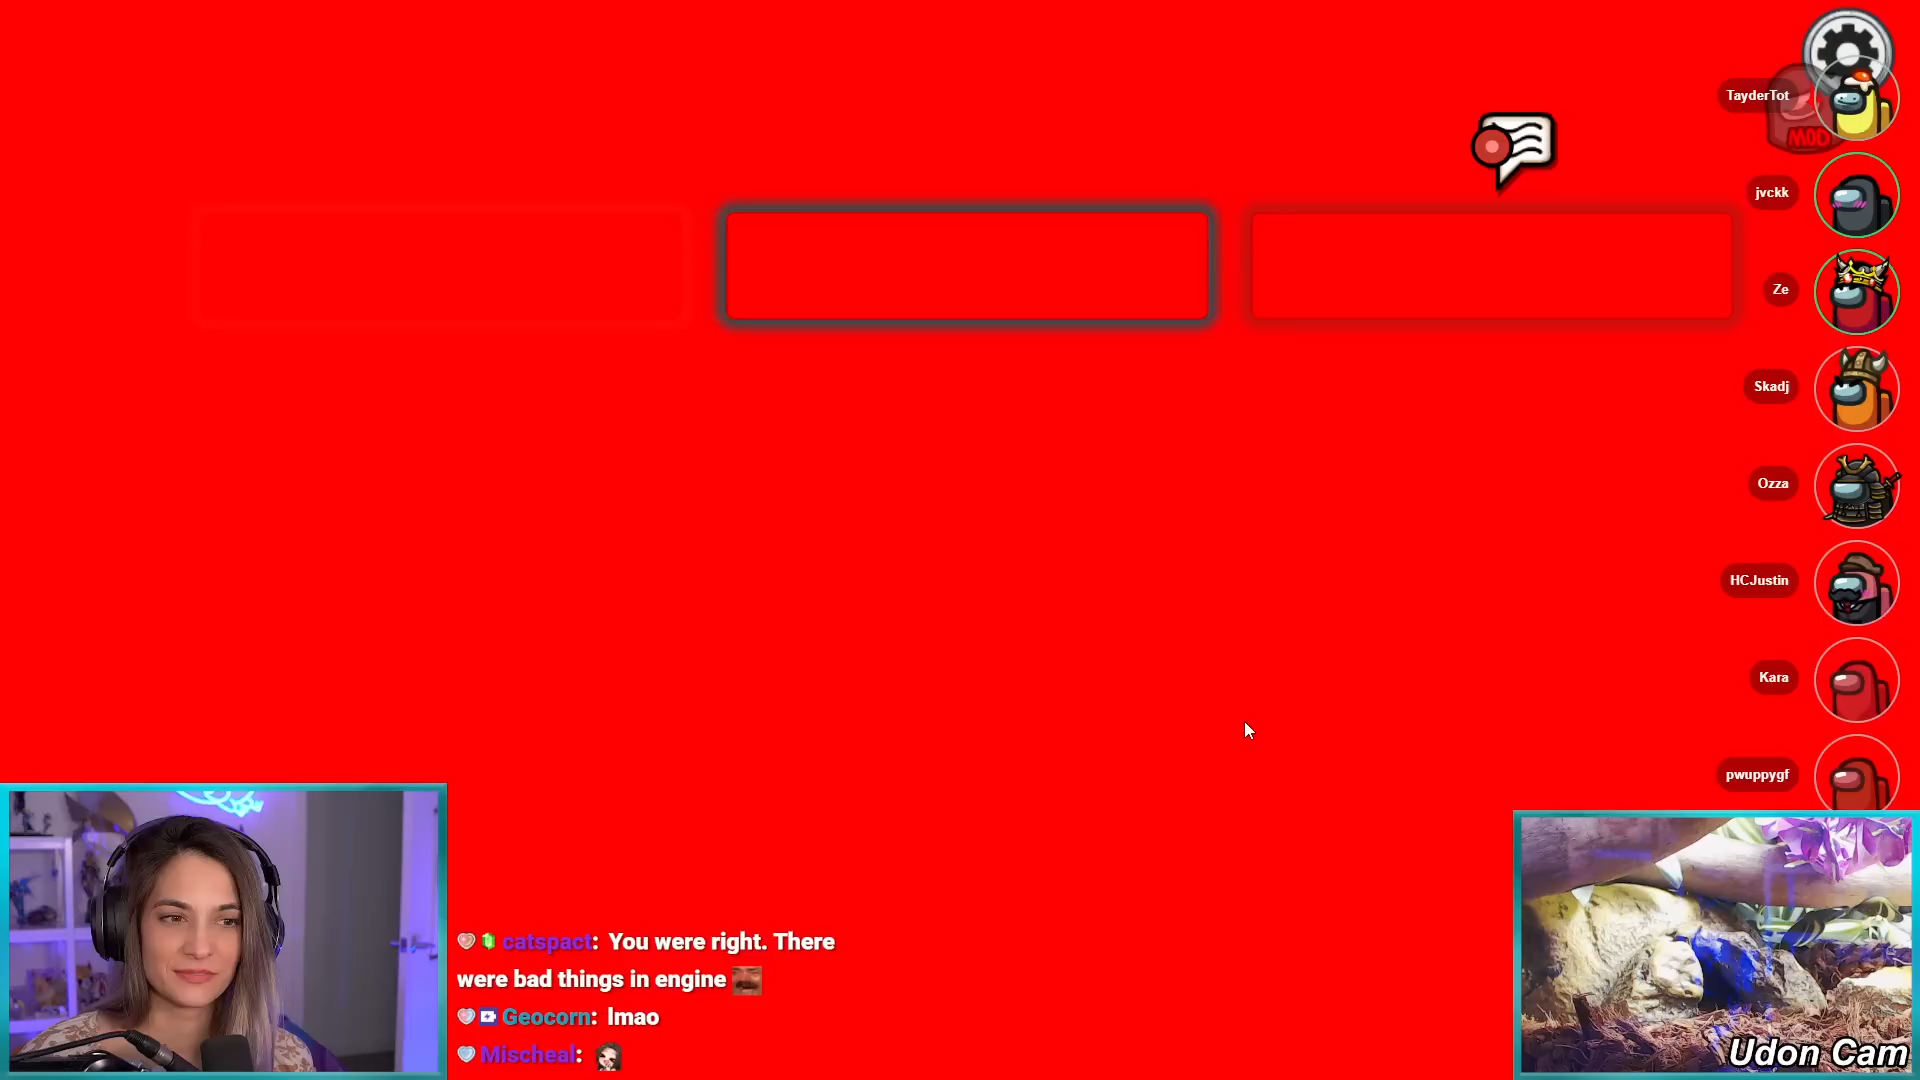 TayderTot
MOD
jvckk
Ze
Skadj
Ozza
HCJustin
Kara
pwuppygf
catspact: You were right. There
were bad things in engine
Geocorn: lmao
Mischeal:
Udon Cam